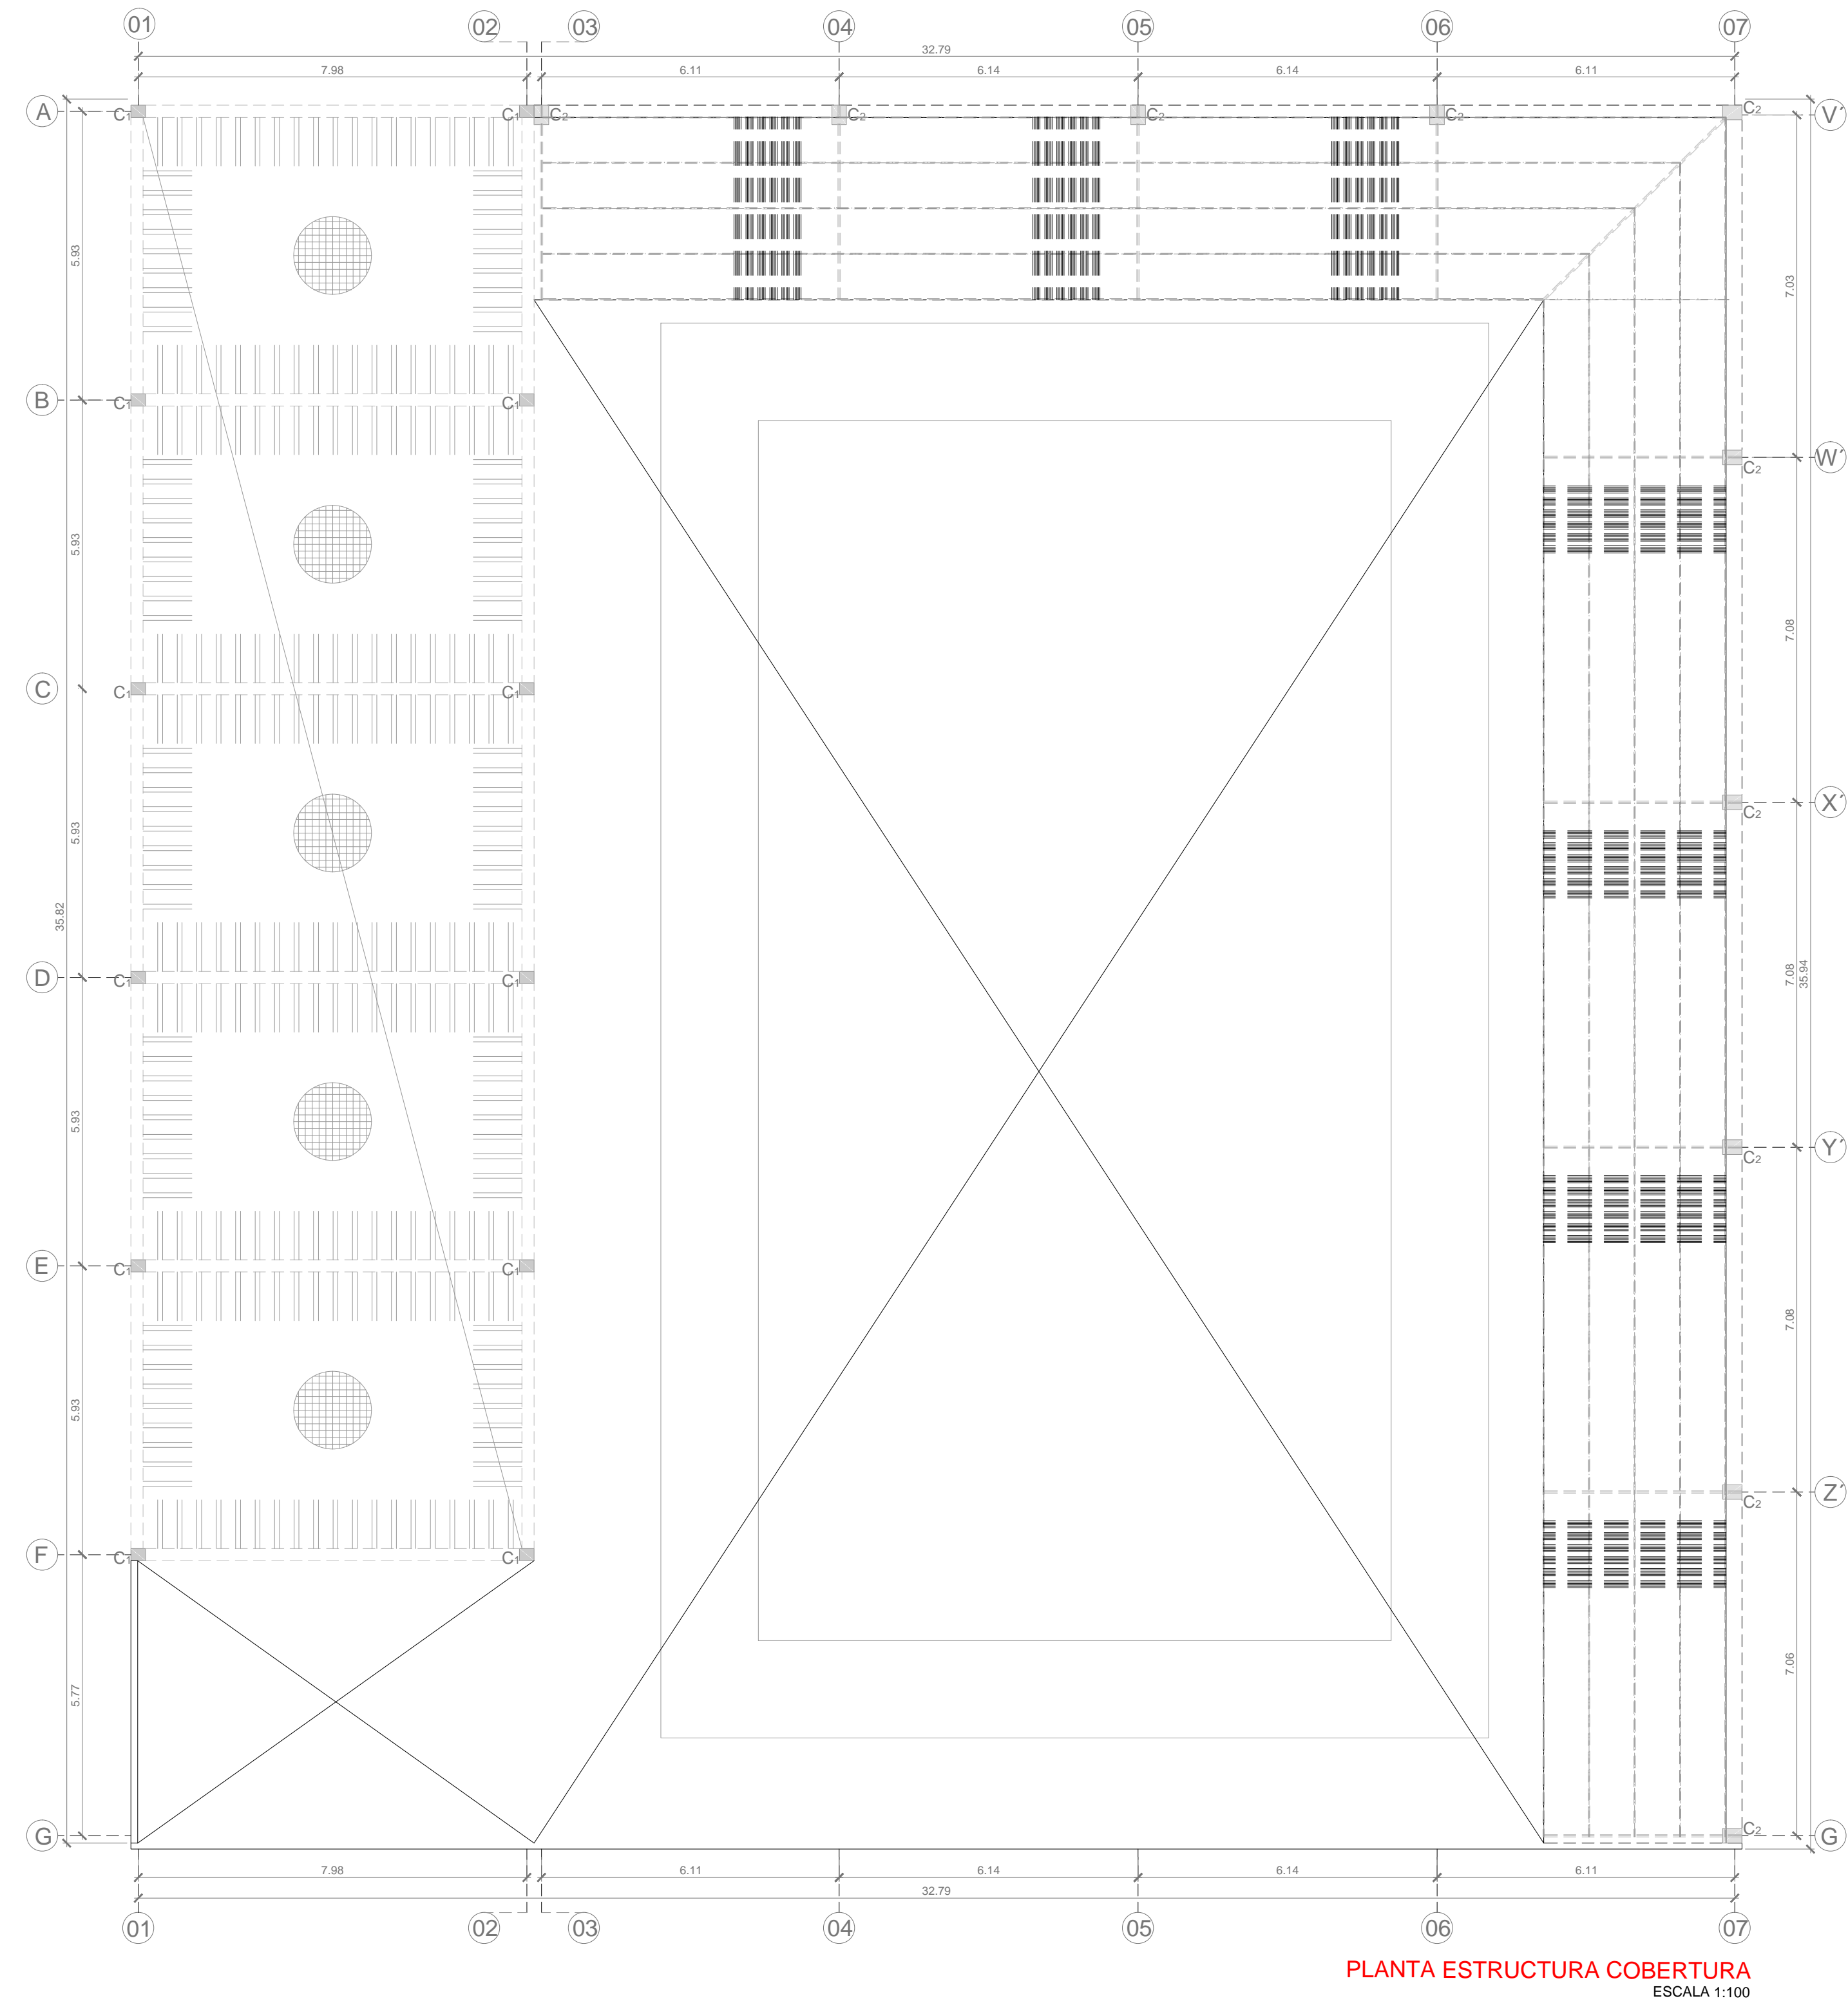 01 02 03 04 05 06 07
32.79
7.98 6.11 6.14 6.14 6.11
A C1 C1 C2 C2 C2 C2 C2 V´
5.93 7.03
B C1 C1
C2 W´
5.93 7.08
C C1 C1
C2 X´
5.93
35.82
7.08 35.94
D C1 C1
5.93
C2 Y´
E C1 C1
7.08
5.93
C2 Z´
F C1 C1
5.77 7.06
G C2 G
7.98 6.11 6.14 6.14 6.11
32.79
01 02 03 04 05 06 07
PLANTA ESTRUCTURA COBERTURA
ESCALA 1:100